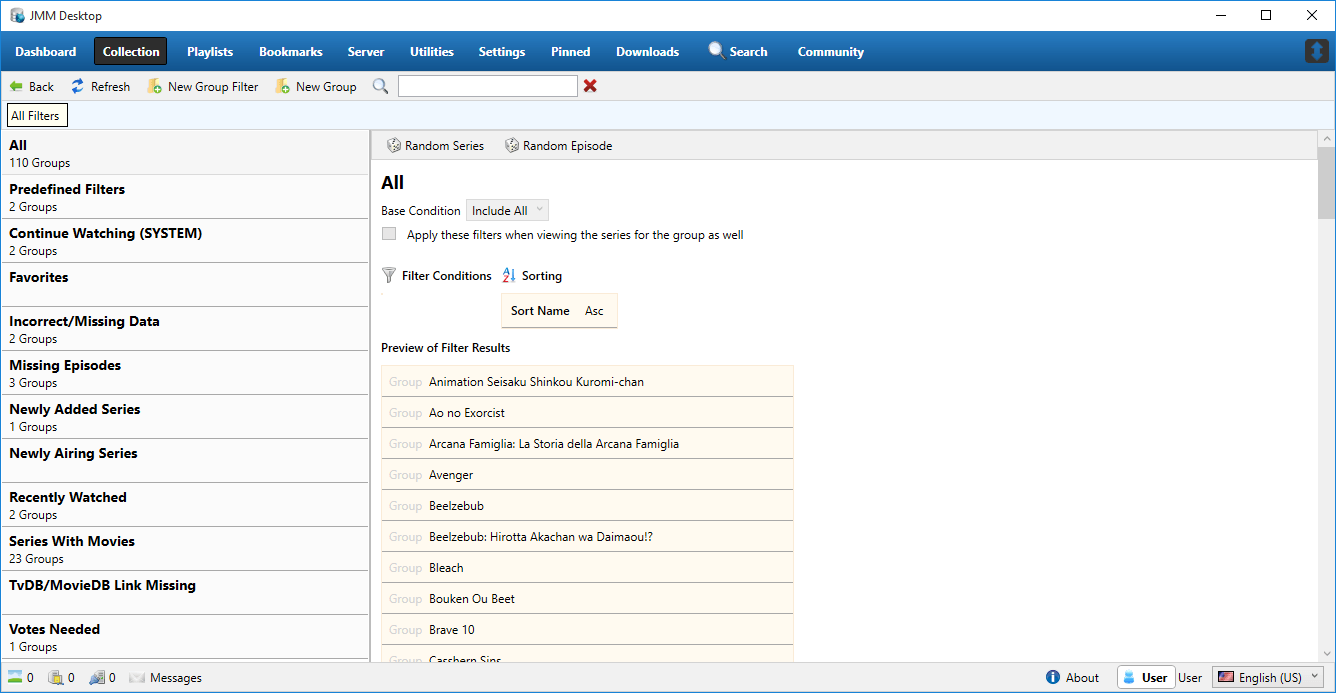 JMM Desktop
Dashboard Collection Playlists Bookmarks Server Utilities Settings Pinned Downloads Search Community
Back Refresh New Group Filter New Group
All Filters
All
110 Groups
Predefined Filters
2 Groups
Continue Watching (SYSTEM)
2 Groups
Favorites
Incorrect/Missing Data
2 Groups
Missing Episodes
3 Groups
Newly Added Series
1 Groups
Newly Airing Series
Recently Watched
2 Groups
Series With Movies
23 Groups
TvDB/MovieDB Link Missing
Votes Needed
1 Groups
Random Series Random Episode
All
Base Condition Include All
Apply these filters when viewing the series for the group as well
Filter Conditions Sorting
Sort Name Asc
Preview of Filter Results
Group Animation Seisaku Shinkou Kuromi-chan
Group Ao no Exorcist
Group Arcana Famiglia: La Storia della Arcana Famiglia
Group Avenger
Group Beelzebub
Group Beelzebub: Hirotta Akachan wa Daimaou!?
Group Bleach
Group Bouken Ou Beet
Group Brave 10
Group Casshern Sins
0 0 0 Messages
About User User English (US)